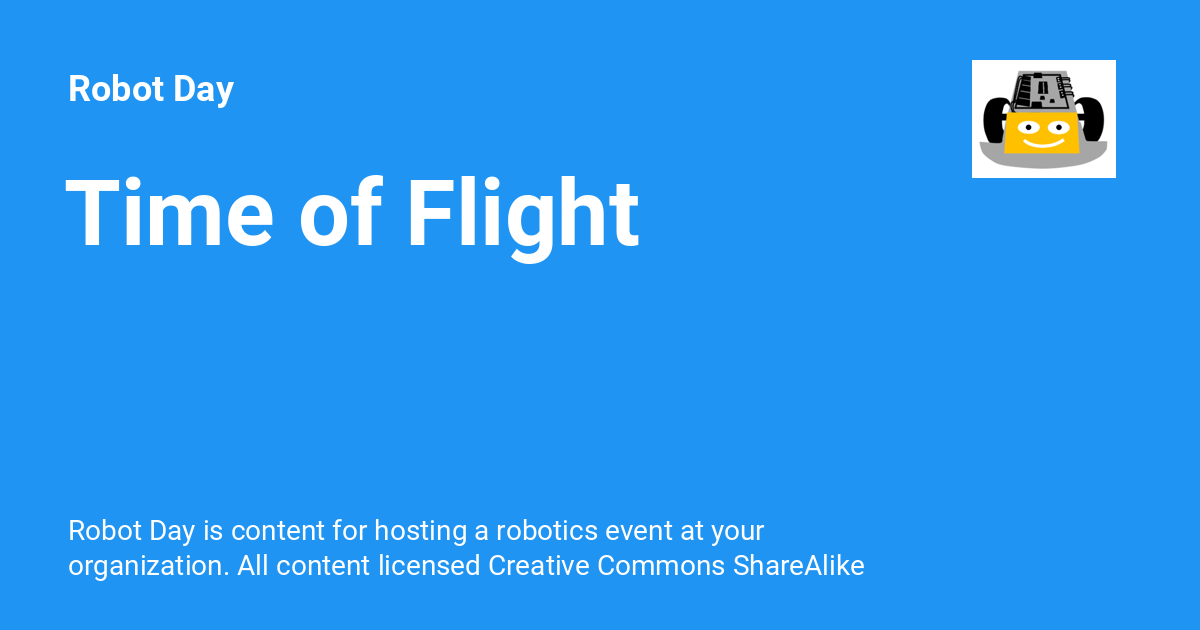 Robot Day
Time of Flight
Robot Day is content for hosting a robotics event at your
organization. All content licensed Creative Commons ShareAlike